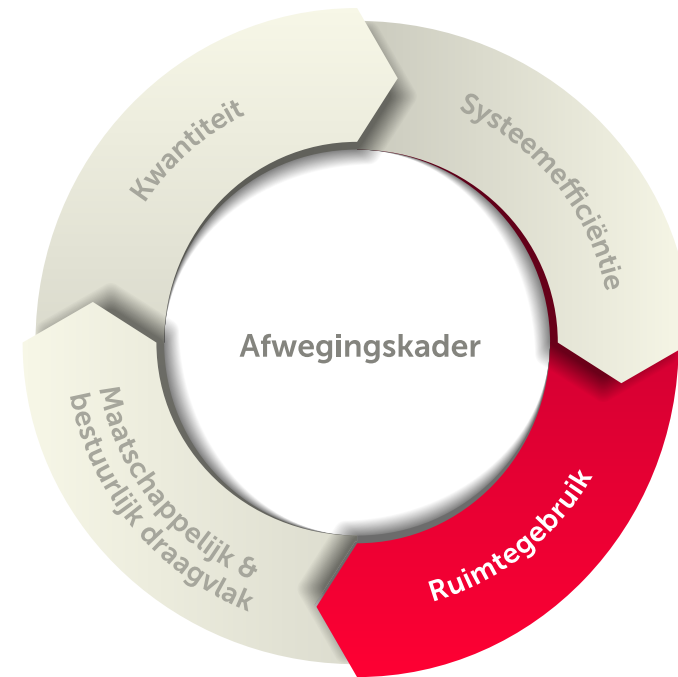 Kwantiteit
Systeemefficiëntie
Afwegingskader
Maatschappelijk &
bestuurlijk draagvlak
Ruimtegebruik